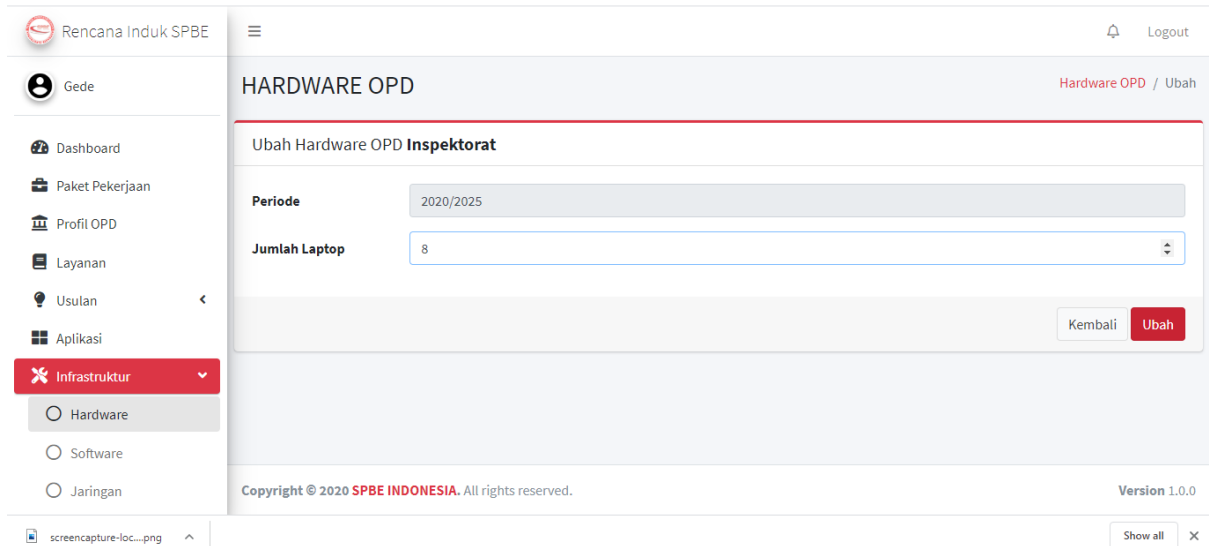 Rencana Induk SPBE
Logout
Gede
HARDWARE OPD
Hardware OPD / Ubah
Dashboard
Paket Pekerjaan
Profil OPD
Layanan
Usulan
Aplikasi
Infrastruktur
Hardware
Software
Jaringan
Ubah Hardware OPD Inspektorat
Periode 2020/2025
Jumlah Laptop 8
Kembali Ubah
Copyright © 2020 SPBE INDONESIA. All rights reserved.
Version 1.0.0
screencapture-loc....png
Show all